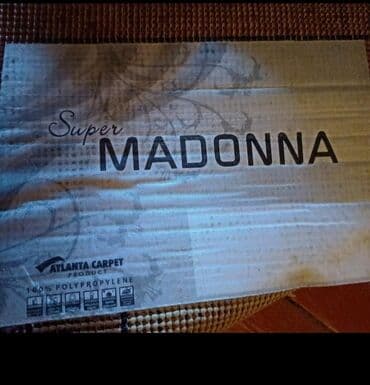 Super
MADONNA
ATLANTA CARPET
PRODUCT
100% POLYPROPYLENE